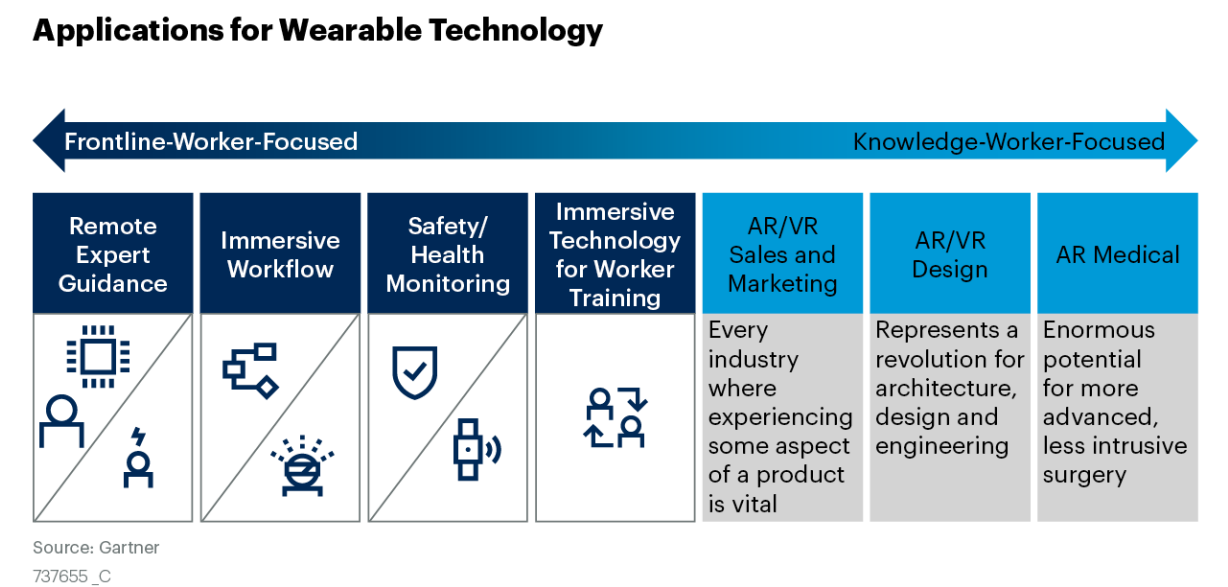 Applications for Wearable Technology
Frontline-Worker-Focused
Knowledge-Worker-Focused
Remote
Expert
Guidance
Immersive
Workflow
Safety/
Health
Monitoring
Immersive
Technology
for Worker
Training
AR/VR
Sales and
Marketing
AR/VR
Design
AR Medical
Every
industry
where
experiencing
some aspect
of a product
is vital
Represents a
revolution for
architecture,
design and
engineering
Enormous
potential
for more
advanced,
less intrusive
surgery
Source: Gartner
737655_C